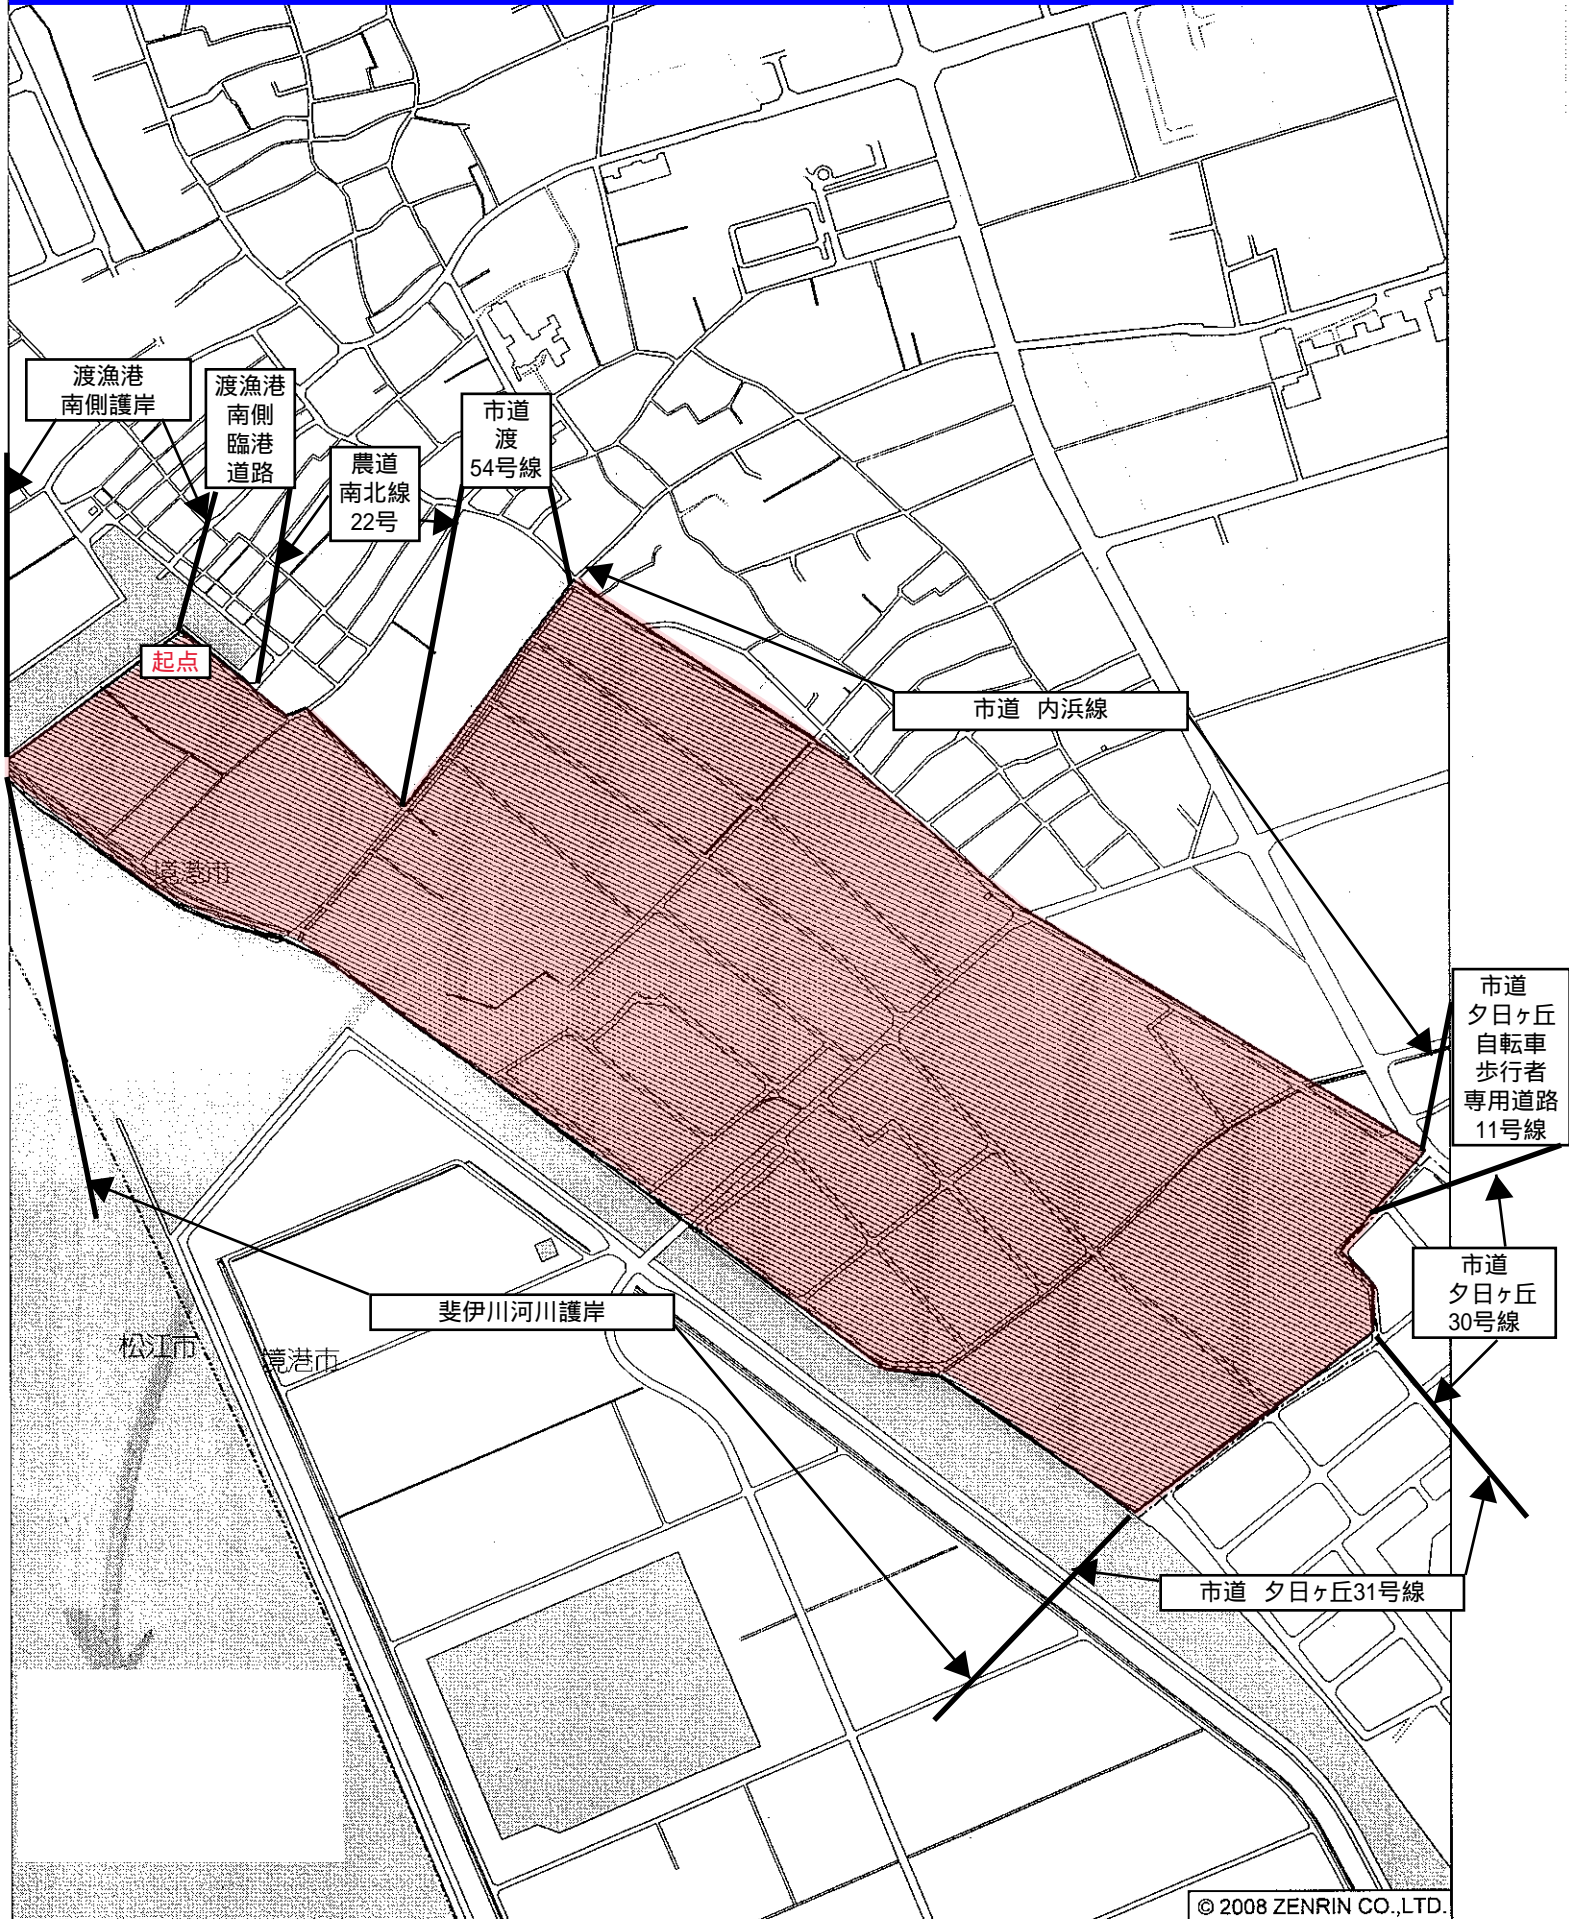 渡漁港
南側護岸
渡漁港
南側
臨港
道路
農道
南北線
22号
市道
渡
54号線
起点
市道 内浜線
境港市
市道
夕日ヶ丘
自転車
歩行者
専用道路
11号線
市道
夕日ヶ丘
30号線
斐伊川河川護岸
松江市
境港市
市道 夕日ヶ丘31号線
© 2008 ZENRIN CO.,LTD.